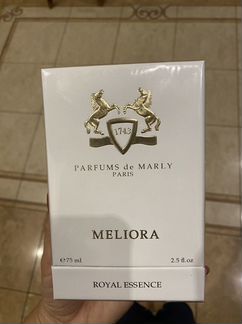 1743
PARFUMS de MARLY
PARIS
MELIORA
℮75 ml 2.5 fl.oz
ROYAL ESSENCE